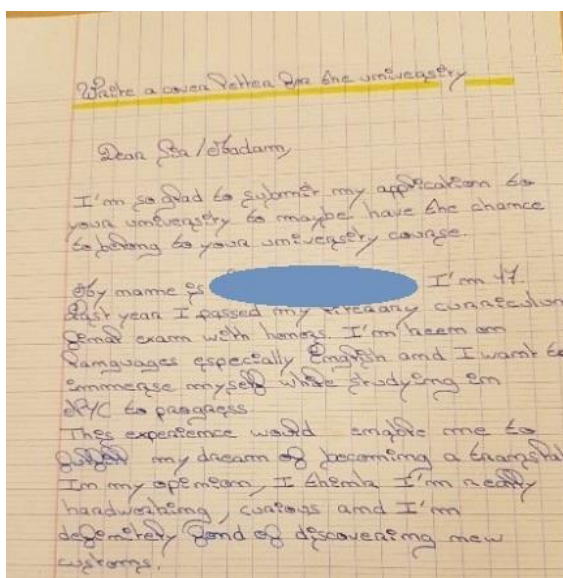 Write a cover letter for the university
Dear Sir / Madam,
I'm so glad to submit my application to
your university to maybe have the chance
to belong to your university course.
My name is I'm 17.
Last year I passed my literary curriculum
final exam with honors. I'm keen on
languages especially English and I want to
immerse myself while studying in
NYC to progress
This experience would enable me to
fulfill my dream of becoming a translat
In my opinion, I think I'm really
hardworking, curious and I'm
definitely fond of discovering new
customs.